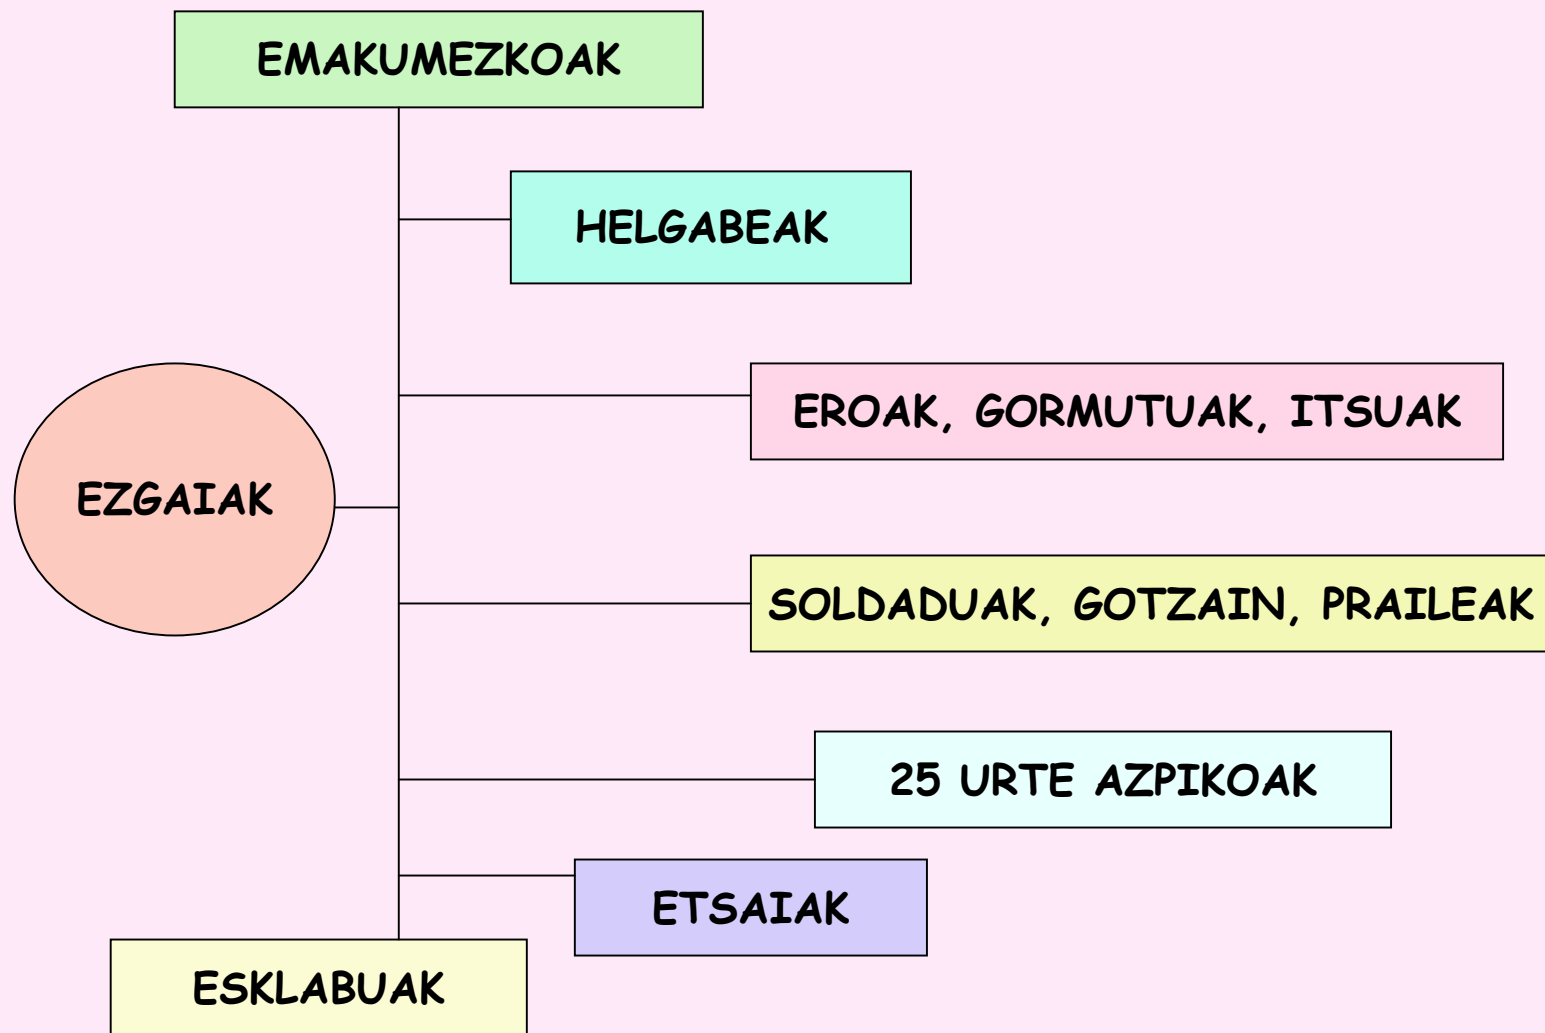 EMAKUMEZKOAK
HELGABEAK
EROAK, GORMUTUAK, ITSUAK
EZGAIAK
SOLDADUAK, GOTZAIN, PRAILEAK
25 URTE AZPIKOAK
ETSAIAK
ESKLABUAK